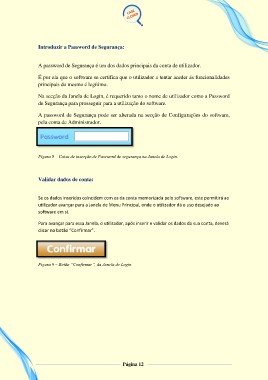 Introduzir a Password de Segurança:
A password de Segurança é um dos dados principais da conta do utilizador.
É por ela que o software se certifica que o utilizador a tentar aceder às funcionalidades
principais do mesmo é legítimo.
Na secção da Janela de Login, é requerido tanto o nome de utilizador como a Password
de Segurança para prosseguir para a utilização do software.
A password de Segurança pode ser alterada na secção de Configurações do software,
pela conta de Administrador.
Password
Figura 8 – Caixa de inserção de Password de segurança na Janela de Login
Validar dados de conta:
Se os dados inseridos coincidem com os da conta memorizada pelo software, este permitirá ao
utilizador avançar para a Janela de Menu Principal, onde o utilizador dá o uso desejado ao
software em si.
Para avançar para essa Janela, o utilizador, após inserir e validar os dados da sua conta, deverá
clicar no botão "Confirmar".
Confirmar
Figura 9 – Botão "Confirmar", da Janela de Login
Página 12